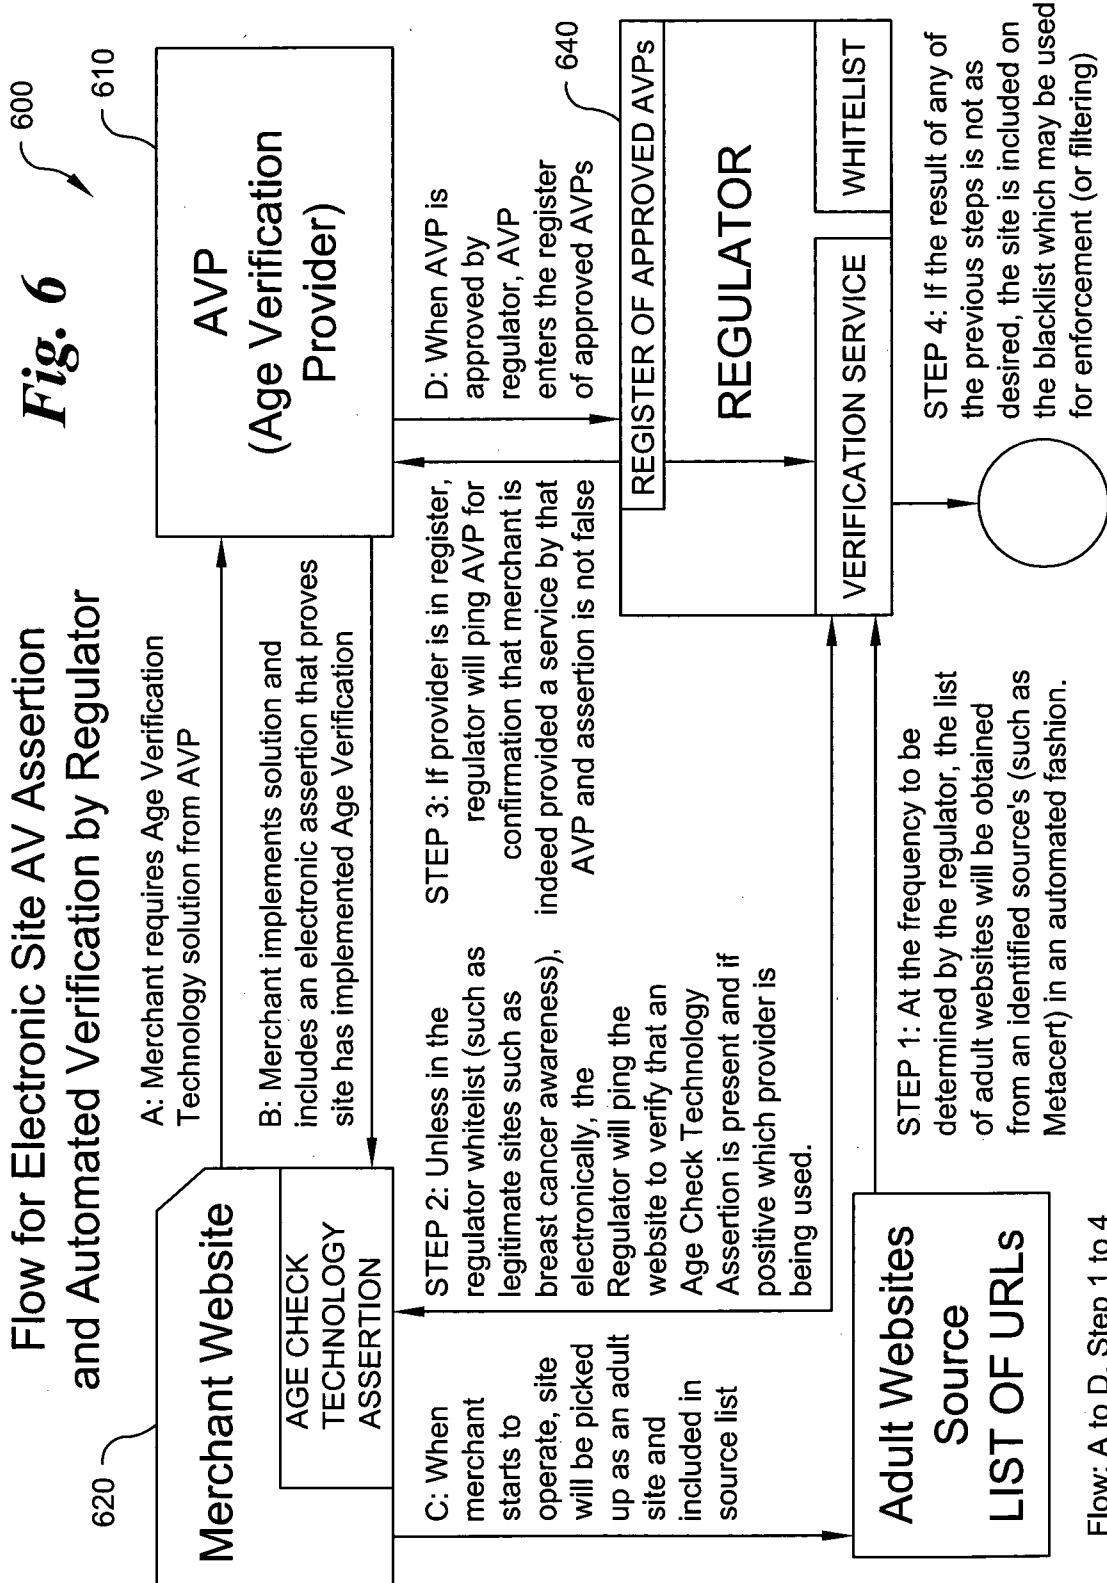 Fig. 6
600
Flow for Electronic Site AV Assertion
and Automated Verification by Regulator
620
Merchant Website
AGE CHECK
TECHNOLOGY
ASSERTION
A: Merchant requires Age Verification
Technology solution from AVP
B: Merchant implements solution and
includes an electronic assertion that proves
site has implemented Age Verification
610
AVP
(Age Verification
Provider)
C: When
merchant
starts to
operate, site
will be picked
up as an adult
site and
included in
source list
STEP 2: Unless in the
regulator whitelist (such as
legitimate sites such as
breast cancer awareness),
electronically, the
Regulator will ping the
website to verify that an
Age Check Technology
Assertion is present and if
positive which provider is
being used.
STEP 3: If provider is in register,
regulator will ping AVP for
confirmation that merchant is
indeed provided a service by that
AVP and assertion is not false
D: When AVP is
approved by
regulator, AVP
enters the register
of approved AVPs
640
REGISTER OF APPROVED AVPs
REGULATOR
VERIFICATION SERVICE
WHITELIST
Adult Websites
Source
LIST OF URLs
STEP 1: At the frequency to be
determined by the regulator, the list
of adult websites will be obtained
from an identified source's (such as
Metacert) in an automated fashion.
STEP 4: If the result of any of
the previous steps is not as
desired, the site is included on
the blacklist which may be used
for enforcement (or filtering)
Flow: A to D, Step 1 to 4